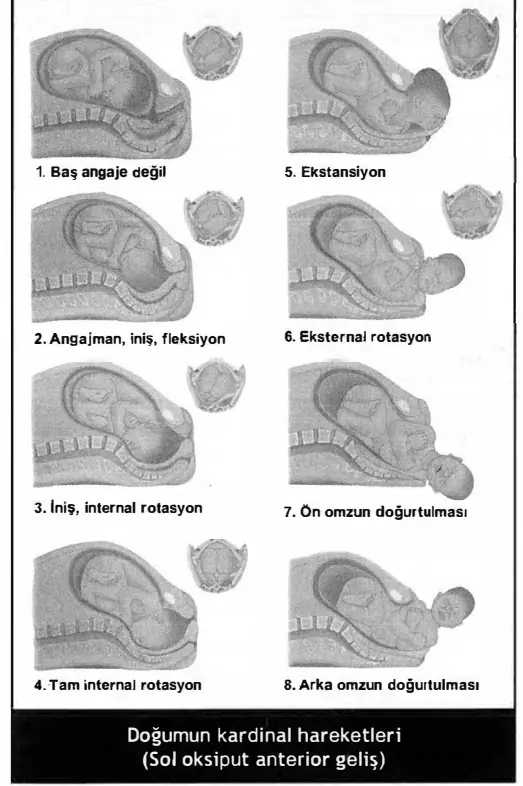 1. Baş angaje değil
2. Angajman, iniş, fleksiyon
3. İniş, internal rotasyon
4. Tam internal rotasyon
5. Ekstansiyon
6. Eksternal rotasyon
7. Ön omzun doğurtulması
8. Arka omzun doğurtulması
Doğumun kardinal hareketleri
(Sol oksiput anterior geliş)